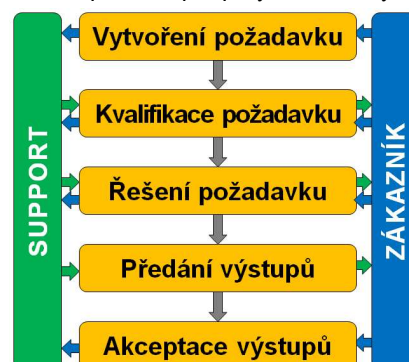 Vytvoření požadavku
Kvalifikace požadavku
Řešení požadavku
Předání výstupů
Akceptace výstupů
SUPPORT
ZÁKAZNÍK